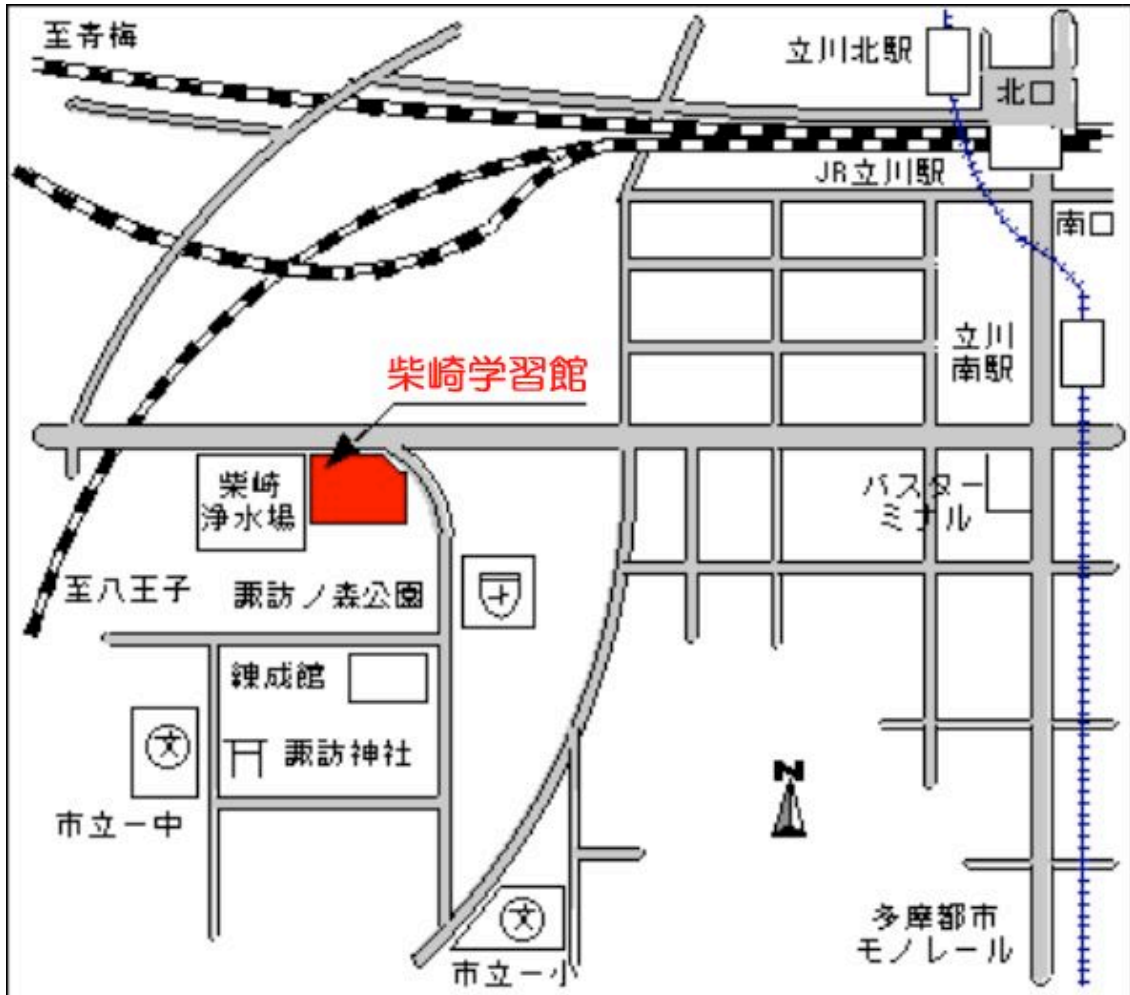 至青梅
立川北駅
北口
JR立川駅
南口
立川
南駅
柴崎学習館
柴崎
浄水場
バスター
ミナル
至八王子
諏訪ノ森公園
錬成館
文
諏訪神社
市立一中
N
文
市立一小
多摩都市
モノレール